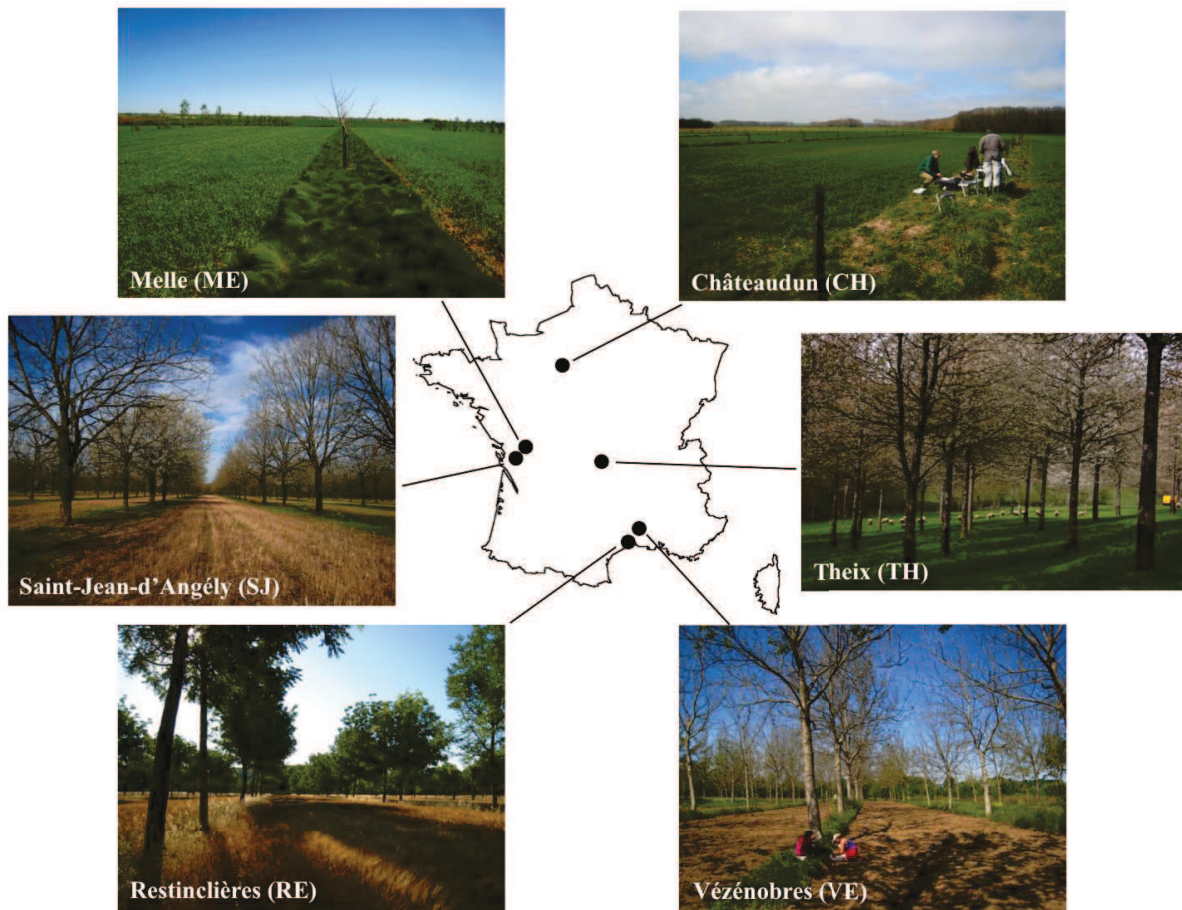 Melle (ME)
Châteaudun (CH)
Saint-Jean-d'Angély (SJ)
Theix (TH)
Restinclières (RE)
Vézénobres (VE)